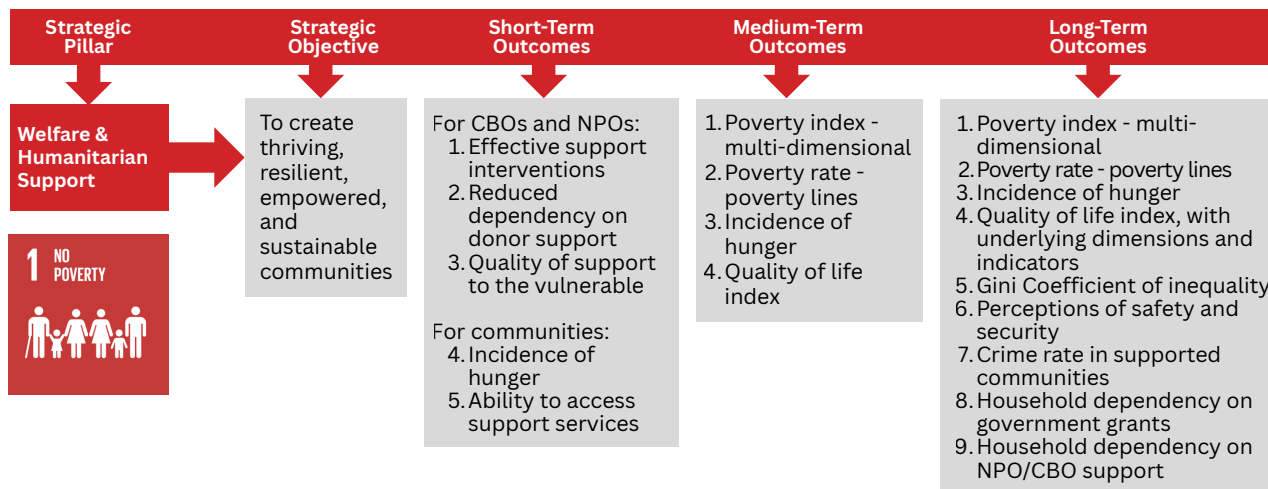 Strategic
Pillar
Strategic
Objective
Short-Term
Outcomes
Medium-Term
Outcomes
Long-Term
Outcomes
Welfare &
Humanitarian
Support
1 NO
POVERTY
To create
thriving,
resilient,
empowered,
and
sustainable
communities
For CBOs and NPOs:
1. Effective support
interventions
2. Reduced
dependency on
donor support
3. Quality of support
to the vulnerable
For communities:
4. Incidence of
hunger
5. Ability to access
support services
1. Poverty index -
multi-dimensional
2. Poverty rate -
poverty lines
3. Incidence of
hunger
4. Quality of life
index
1. Poverty index - multi-
dimensional
2. Poverty rate - poverty lines
3. Incidence of hunger
4. Quality of life index, with
underlying dimensions and
indicators
5. Gini Coefficient of inequality
6. Perceptions of safety and
security
7. Crime rate in supported
communities
8. Household dependency on
government grants
9. Household dependency on
NPO/CBO support